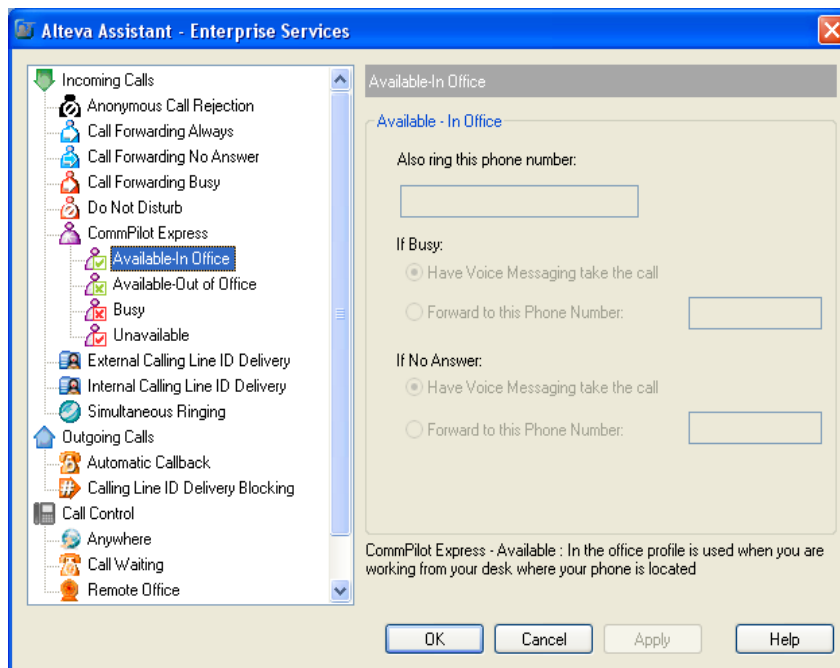 Alteva Assistant - Enterprise Services
Incoming Calls
Anonymous Call Rejection
Call Forwarding Always
Call Forwarding No Answer
Call Forwarding Busy
Do Not Disturb
CommPilot Express
Available-In Office
Available-Out of Office
Busy
Unavailable
External Calling Line ID Delivery
Internal Calling Line ID Delivery
Simultaneous Ringing
Outgoing Calls
Automatic Callback
Calling Line ID Delivery Blocking
Call Control
Anywhere
Call Waiting
Remote Office
Available-In Office
Available - In Office
Also ring this phone number:
If Busy:
Have Voice Messaging take the call
Forward to this Phone Number:
If No Answer:
Have Voice Messaging take the call
Forward to this Phone Number:
CommPilot Express - Available : In the office profile is used when you are
working from your desk where your phone is located
OK Cancel Apply Help